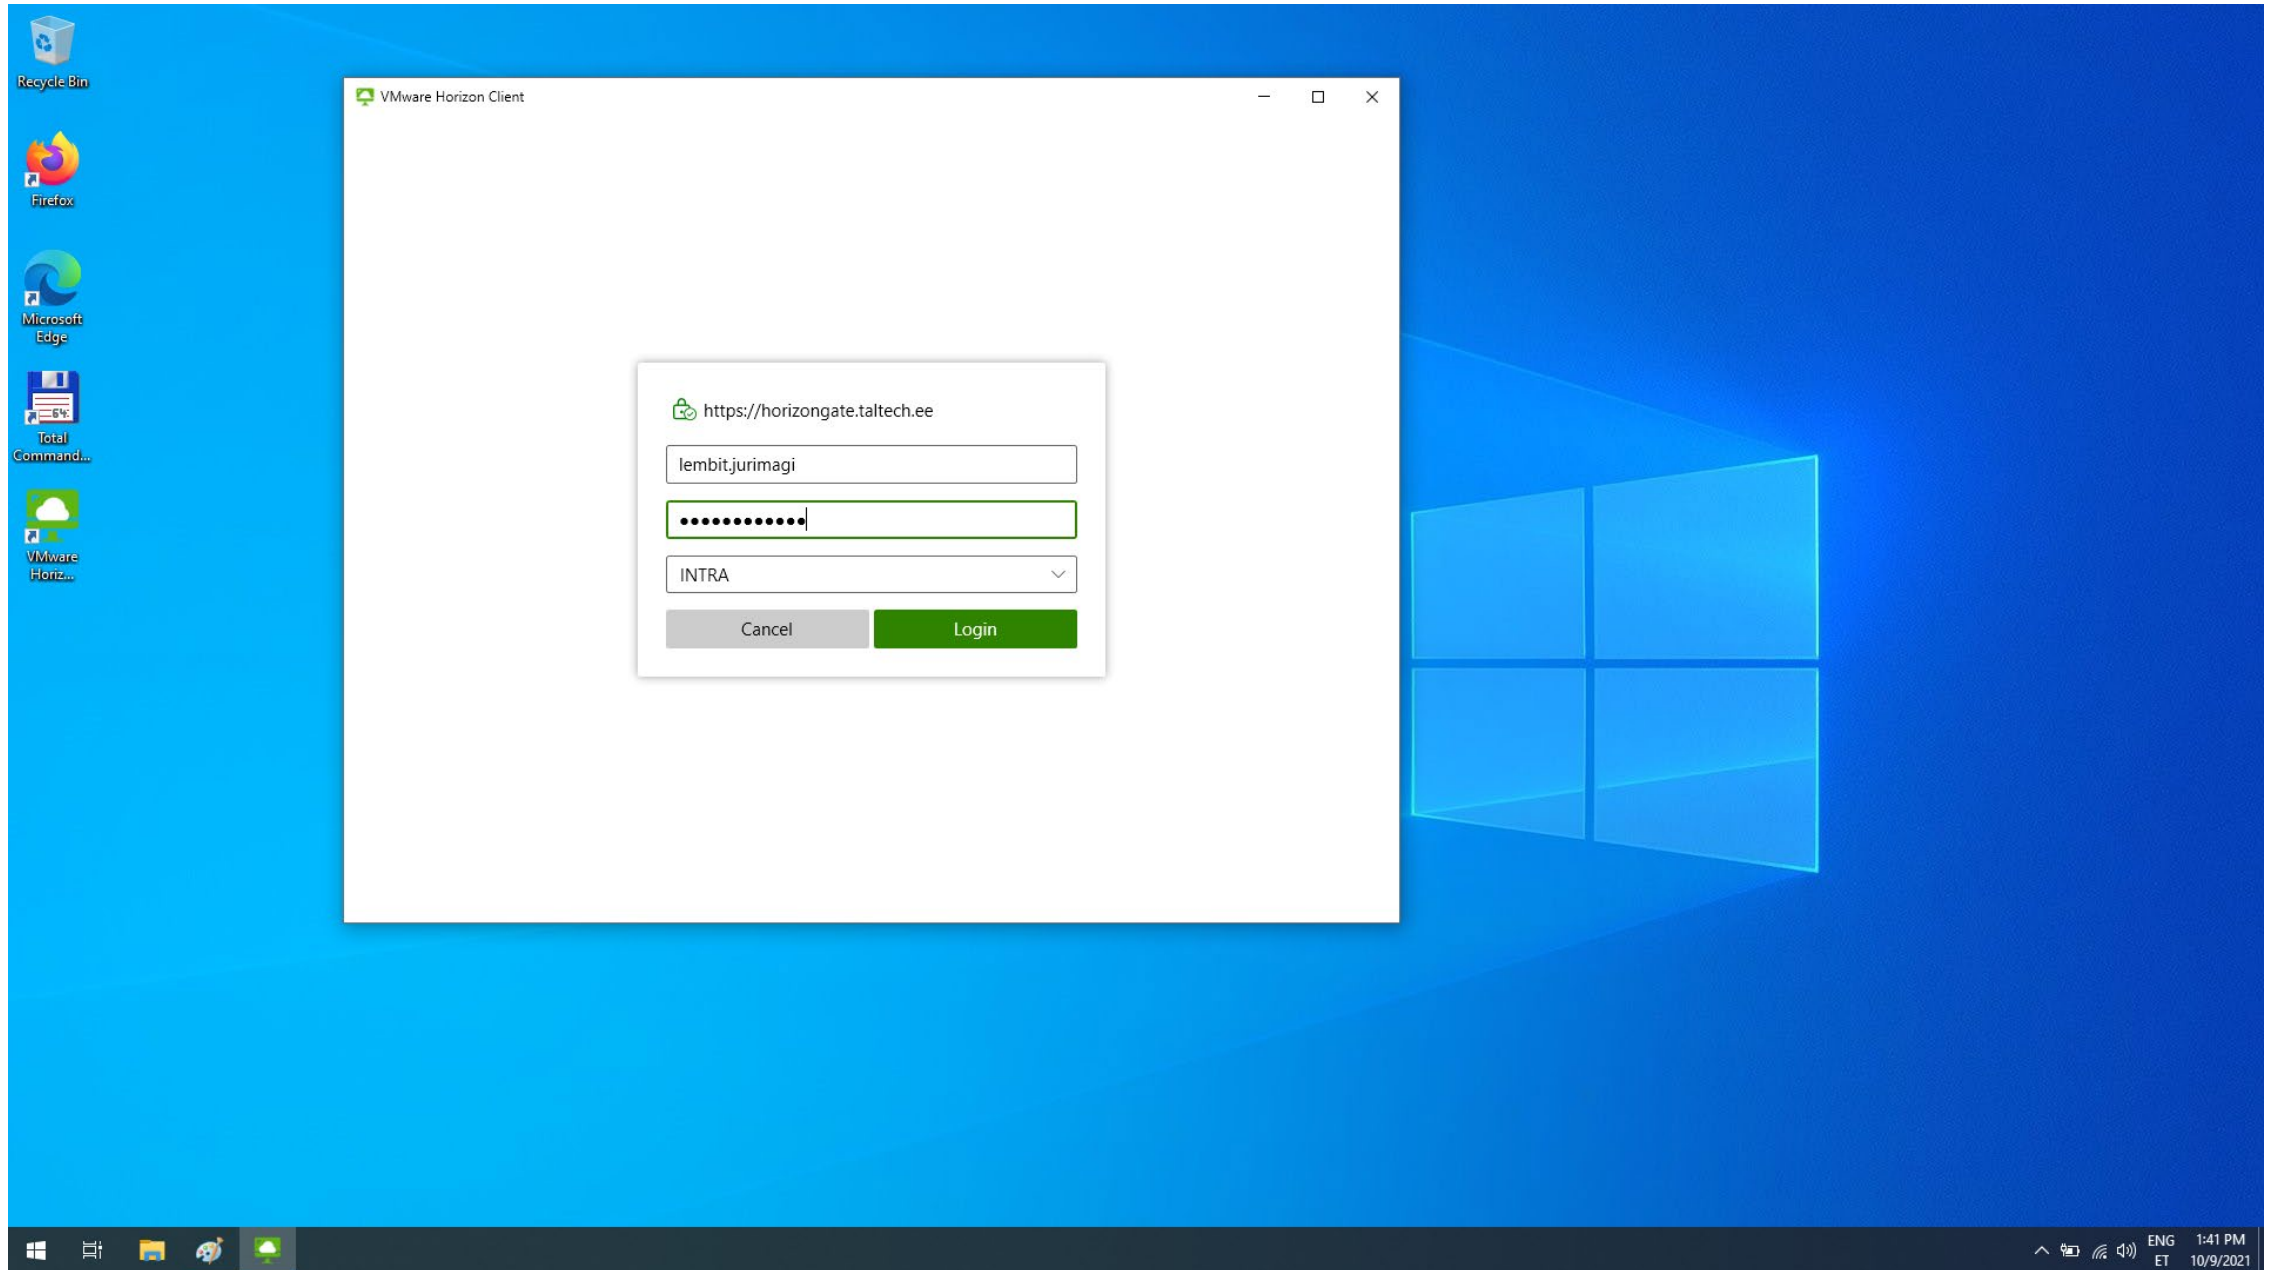 Recycle Bin
Firefox
Microsoft
Edge
64
Total
Command...
VMware
Horiz...
VMware Horizon Client
https://horizongate.taltech.ee
lembit.jurimagi
●●●●●●●●●●●●
INTRA
Cancel
Login
ENG
ET
1:41 PM
10/9/2021